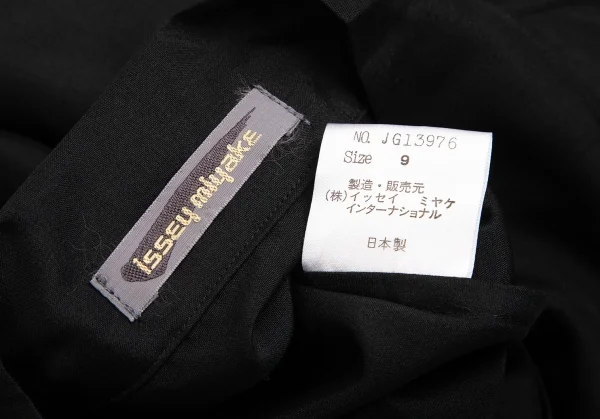 issey miyake
NO. JG13976
Size 9
製造・販売元
(株)イッセイ ミヤケ
インターナショナル
日本製